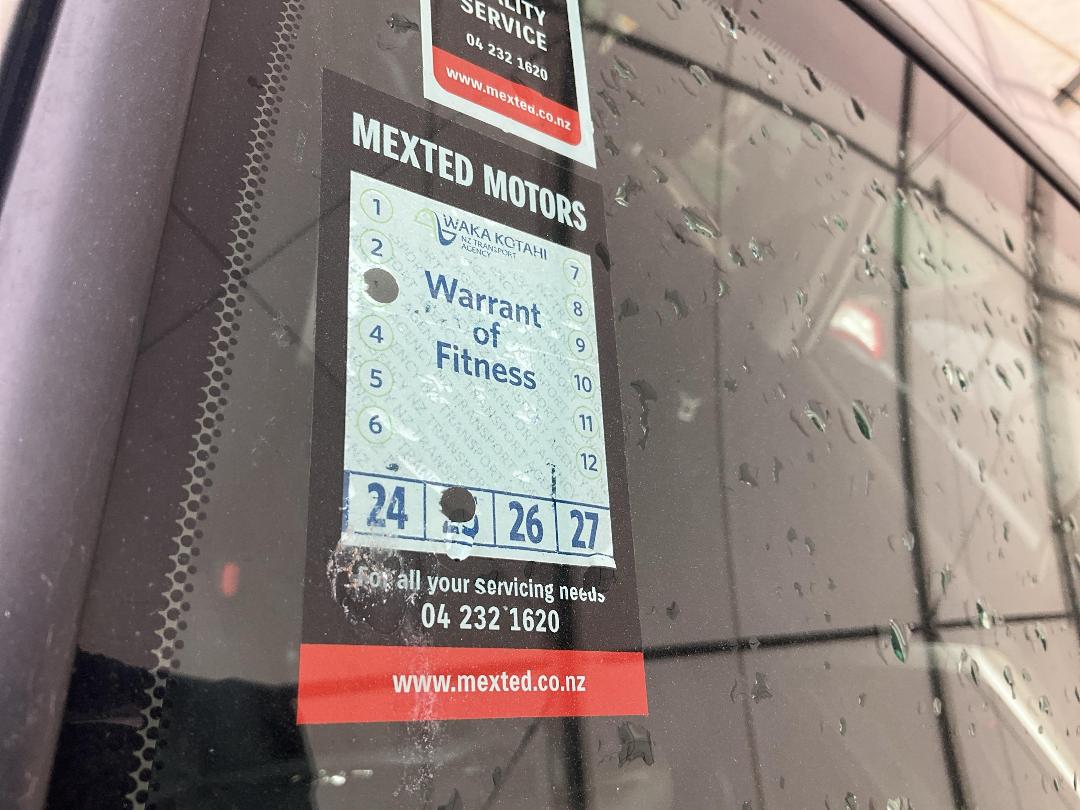 SERVICE
04 232 1620
www.mexted.co.nz
MEXTED MOTORS
1
WAKA KOTAHI
NZ TRANSPORT
AGENCY
2
7
Warrant
8
of
4
9
Fitness
5
10
6
11
12
24 26 27
For all your servicing needs
04 232 1620
www.mexted.co.nz